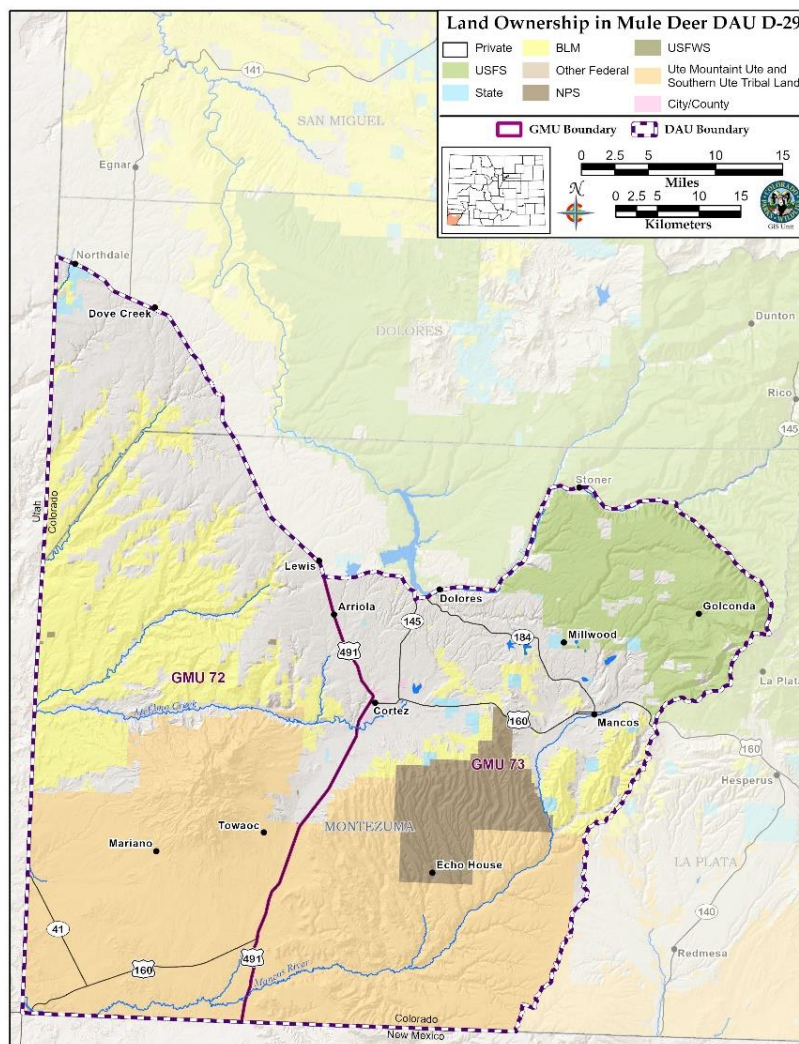 Land Ownership in Mule Deer DAU D-29
Private
BLM
USFWS
USFS
Other Federal
Ute Mountaint Ute and
Southern Ute Tribal Land
State
NPS
City/County
GMU Boundary
DAU Boundary
0 2.5 5 10 15
Miles
N
0 2.5 5 10 15
Kilometers
COLORADO
PARKS
WILDLIFE
GIS Unit
141
SAN MIGUEL
Egnar
Northdale
Dove Creek
DOLORES
Dunton
Rico
145
Stoner
Utah
Colorado
Lewis
Dolores
Arriola
145
184
Millwood
Golconda
491
GMU 72
La Plata
McElmo Creek
Cortez
160
Mancos
160
GMU 73
Hesperus
Towaoc
MONTEZUMA
Mariano
Echo House
LA PLATA
41
140
160
491
Mancos River
Redmesa
Colorado
New Mexico